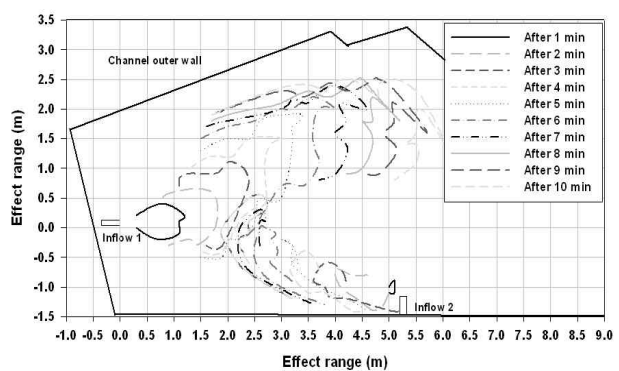 3.5
3.0
2.5
2.0
1.5
1.0
0.5
0.0
-0.5
-1.0
-1.5
Effect range (m)
Channel outer wall
Inflow 1
Inflow 2
After 1 min
After 2 min
After 3 min
After 4 min
After 5 min
After 6 min
After 7 min
After 8 min
After 9 min
After 10 min
-1.0 -0.5 0.0 0.5 1.0 1.5 2.0 2.5 3.0 3.5 4.0 4.5 5.0 5.5 6.0 6.5 7.0 7.5 8.0 8.5 9.0
Effect range (m)